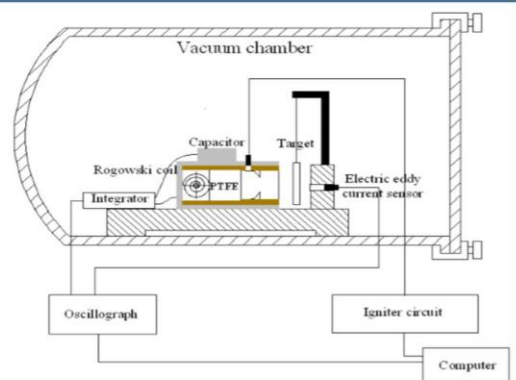 Vacuum chamber
Capacitor
Target
Rogowski coil
PTFE
Electric eddy
current sensor
Integrator
Oscillograph
Igniter circuit
Computer